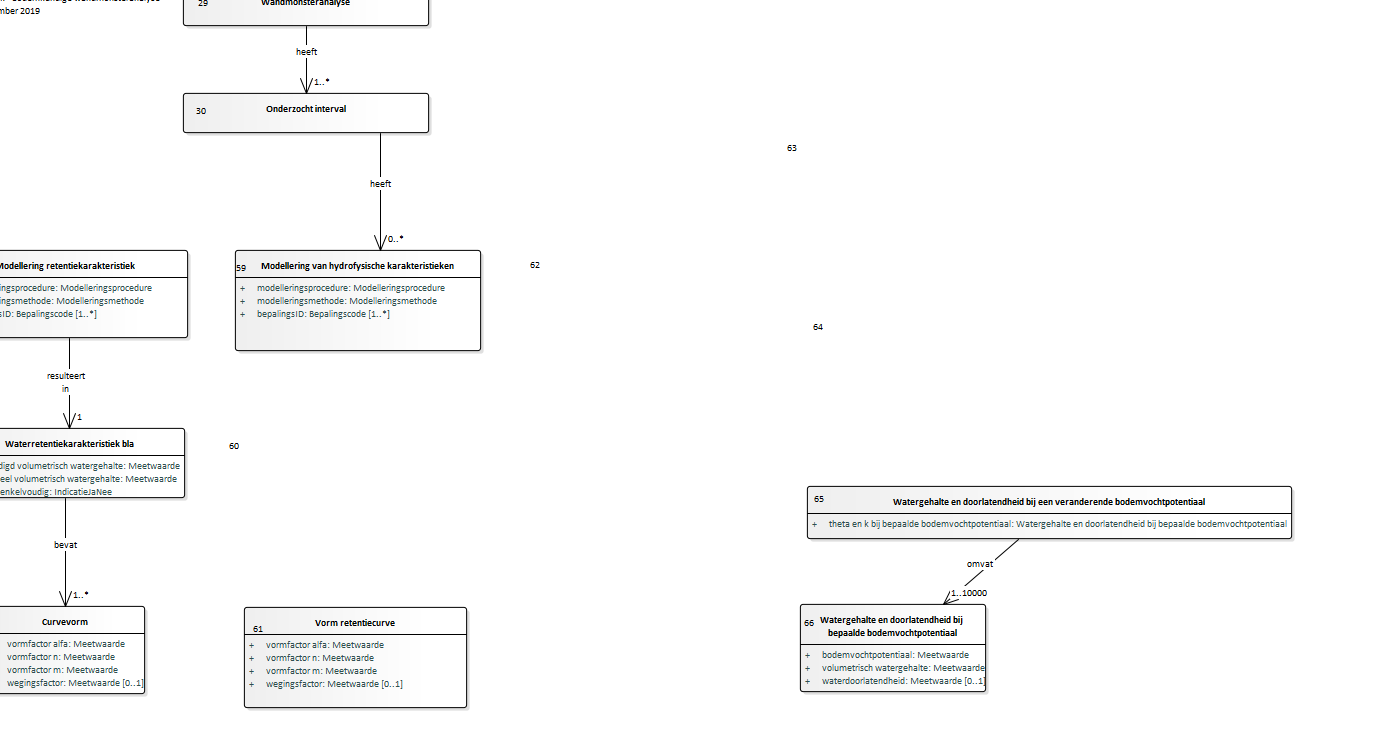 mber 2019
29
Wandmonsteranalyse
heeft
1..*
30
Onderzocht interval
63
heeft
0..*
Modellering retentiekarakteristiek
ingsprocedure: Modelleringsprocedure
ingsmethode: Modelleringsmethode
sID: Bepalingscode [1..*]
59
Modellering van hydrofysische karakteristieken
+ modelleringsprocedure: Modelleringsprocedure
+ modelleringsmethode: Modelleringsmethode
+ bepalingsID: Bepalingscode [1..*]
62
64
resulteert
in
1
Waterretentiekarakteristiek bla
digd volumetrisch watergehalte: Meetwaarde
eel volumetrisch watergehalte: Meetwaarde
enkelvoudig: IndicatieJaNee
60
65
Watergehalte en doorlatendheid bij een veranderende bodemvochtpotentiaal
+ theta en k bij bepaalde bodemvochtpotentiaal: Watergehalte en doorlatendheid bij bepaalde bodemvochtpotentiaal
bevat
1..*
omvat
1..10000
Curvevorm
vormfactor alfa: Meetwaarde
vormfactor n: Meetwaarde
vormfactor m: Meetwaarde
wegingsfactor: Meetwaarde [0..1]
61
Vorm retentiecurve
+ vormfactor alfa: Meetwaarde
+ vormfactor n: Meetwaarde
+ vormfactor m: Meetwaarde
+ wegingsfactor: Meetwaarde [0..1]
66
Watergehalte en doorlatendheid bij
bepaalde bodemvochtpotentiaal
+ bodemvochtpotentiaal: Meetwaarde
+ volumetrisch watergehalte: Meetwaarde
+ waterdoorlatendheid: Meetwaarde [0..1]